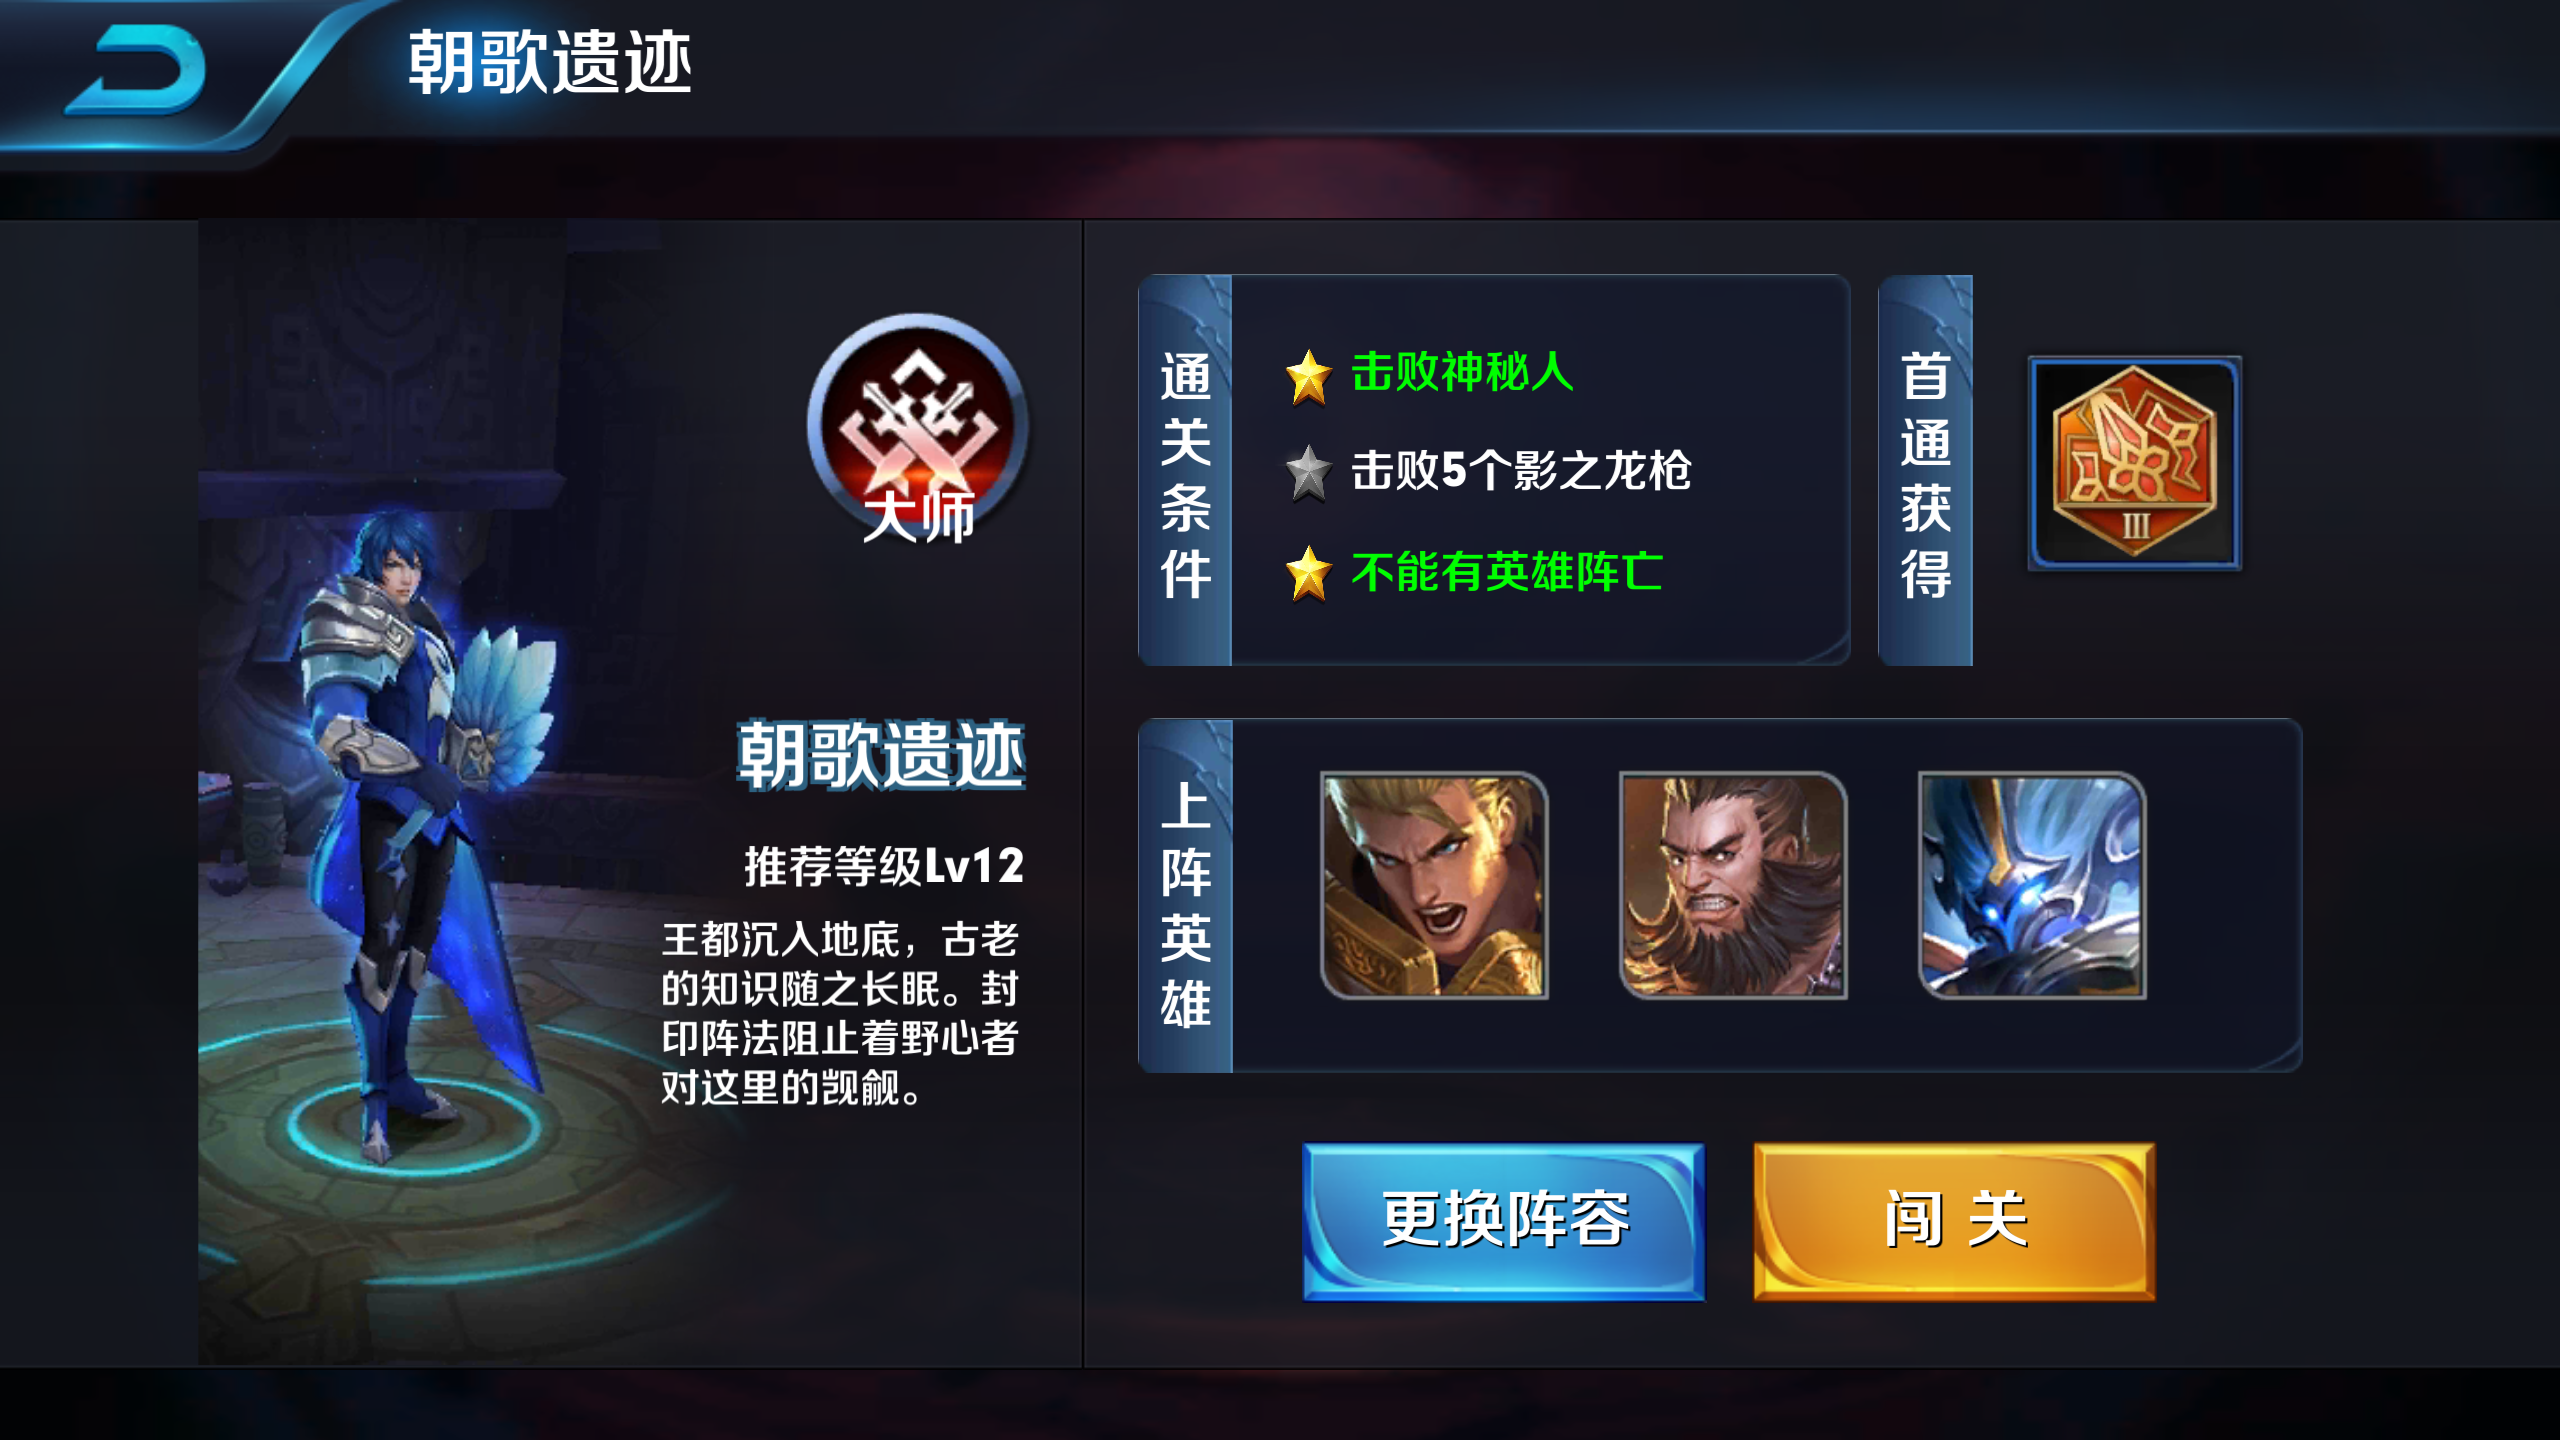 朝歌遗迹
大师
朝歌遗迹
推荐等级Lv12
王都沉入地底，古老
的知识随之长眠。封
印阵法阻止着野心者
对这里的觊觎。
通关条件
击败神秘人
击败5个影之龙枪
不能有英雄阵亡
首通获得
III
上阵英雄
更换阵容
闯关